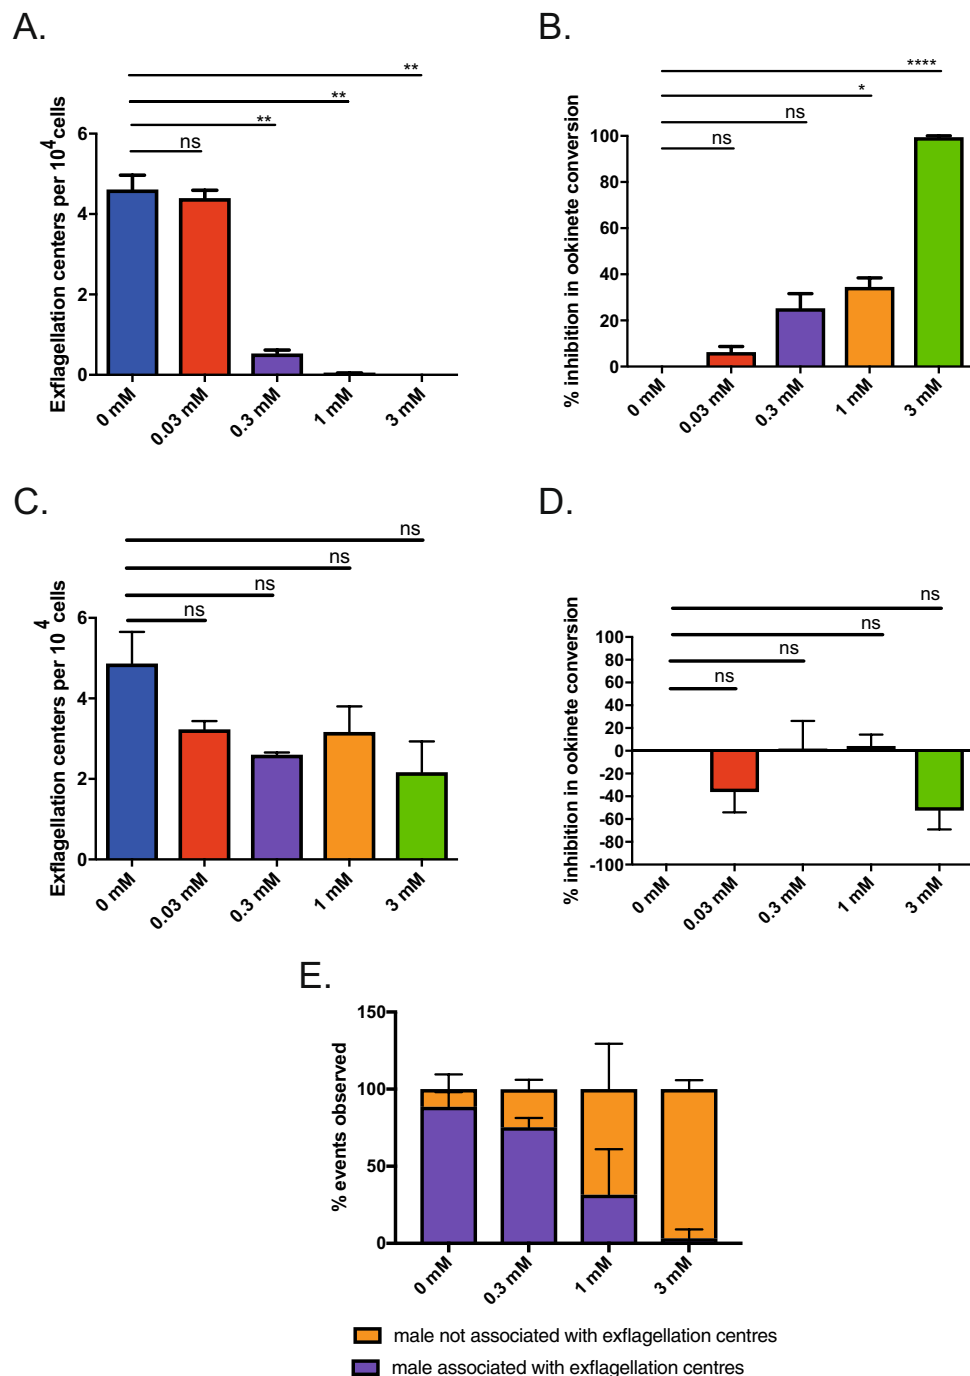 A.
**
**
**
ns
Exflagellation centers per 10^4 cells
6
4
2
0
0 mM
0.03 mM
0.3 mM
1 mM
3 mM
B.
****
*
ns
ns
% inhibition in ookinete conversion
100
80
60
40
20
0
0 mM
0.03 mM
0.3 mM
1 mM
3 mM
C.
ns
ns
ns
ns
Exflagellation centers per 10^4 cells
6
4
2
0
0 mM
0.03 mM
0.3 mM
1 mM
3 mM
D.
ns
ns
ns
ns
% inhibition in ookinete conversion
100
80
60
40
20
0
-20
-40
-60
-80
-100
0 mM
0.03 mM
0.3 mM
1 mM
3 mM
E.
% events observed
150
100
50
0
0 mM
0.3 mM
1 mM
3 mM
male not associated with exflagellation centres
male associated with exflagellation centres